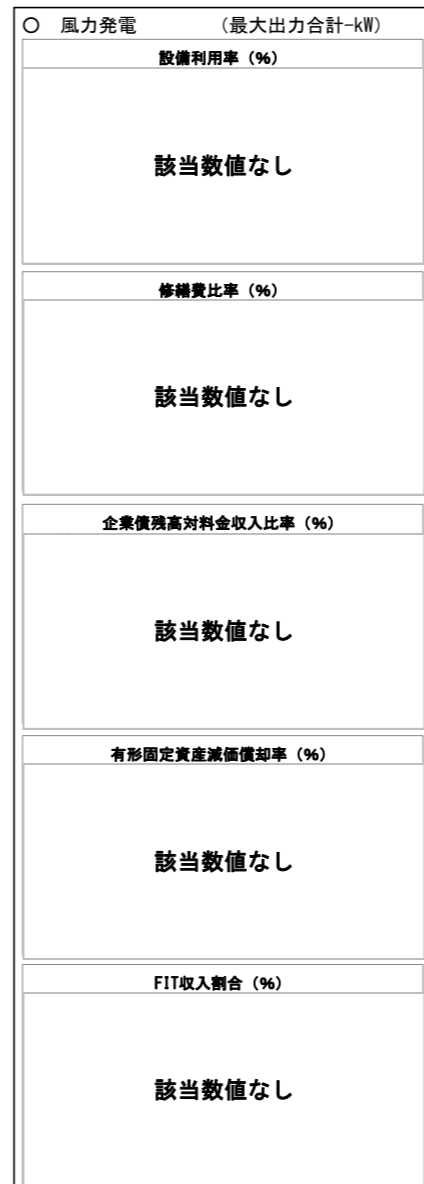 ○ 風力発電 （最大出力合計-kW）
設備利用率（%）
該当数値なし
修繕費比率（%）
該当数値なし
企業債残高対料金収入比率（%）
該当数値なし
有形固定資産減価償却率（%）
該当数値なし
FIT収入割合（%）
該当数値なし